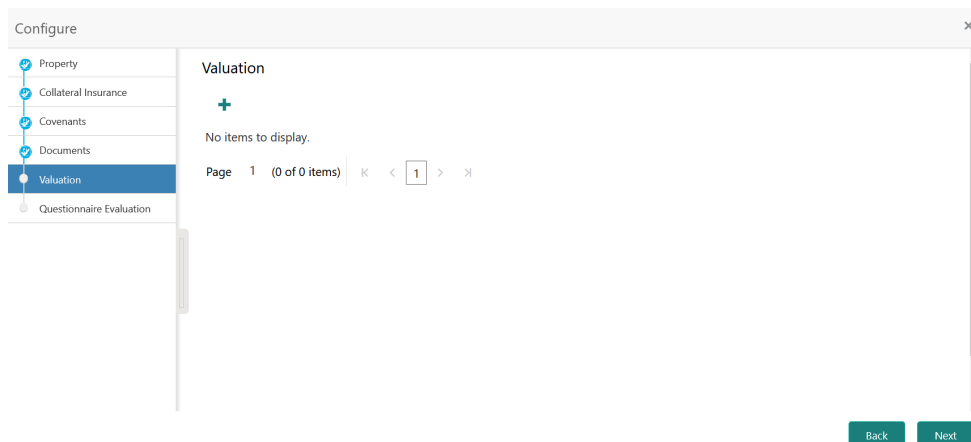 Configure
Property
Collateral Insurance
Covenants
Documents
Valuation
Questionnaire Evaluation
Valuation
No items to display.
Page 1 (0 of 0 items) 1
Back Next